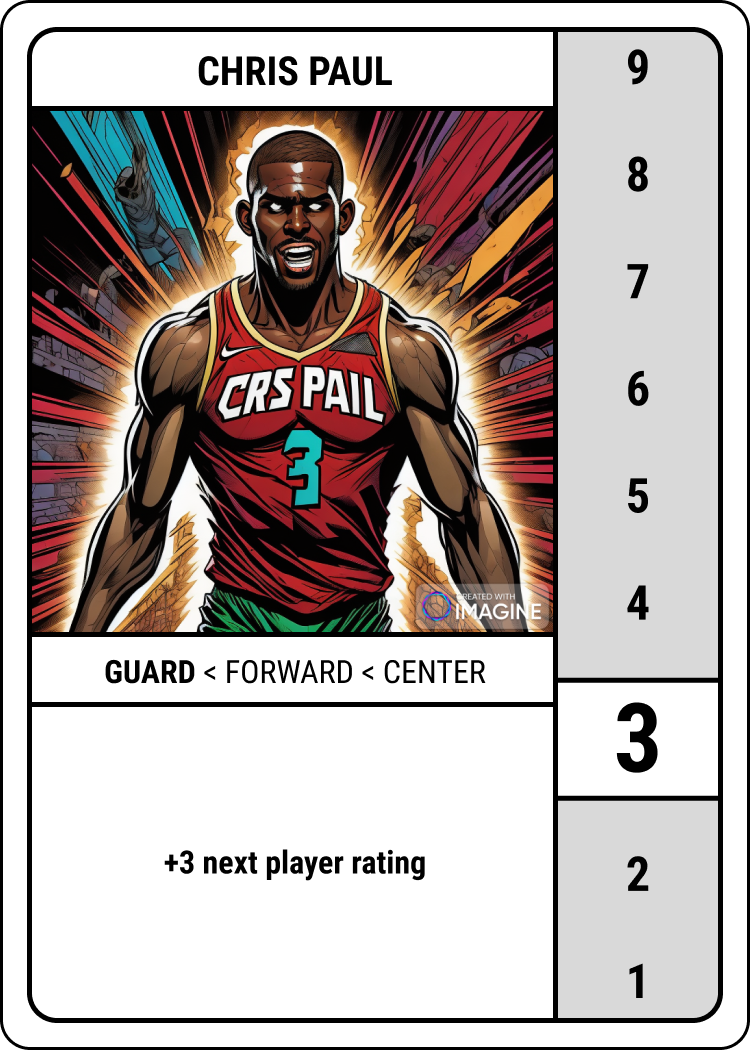 CHRIS PAUL
CRS PAIL
3
CREATED WITH
IMAGINE
GUARD < FORWARD < CENTER
+3 next player rating
9
8
7
6
5
4
3
2
1